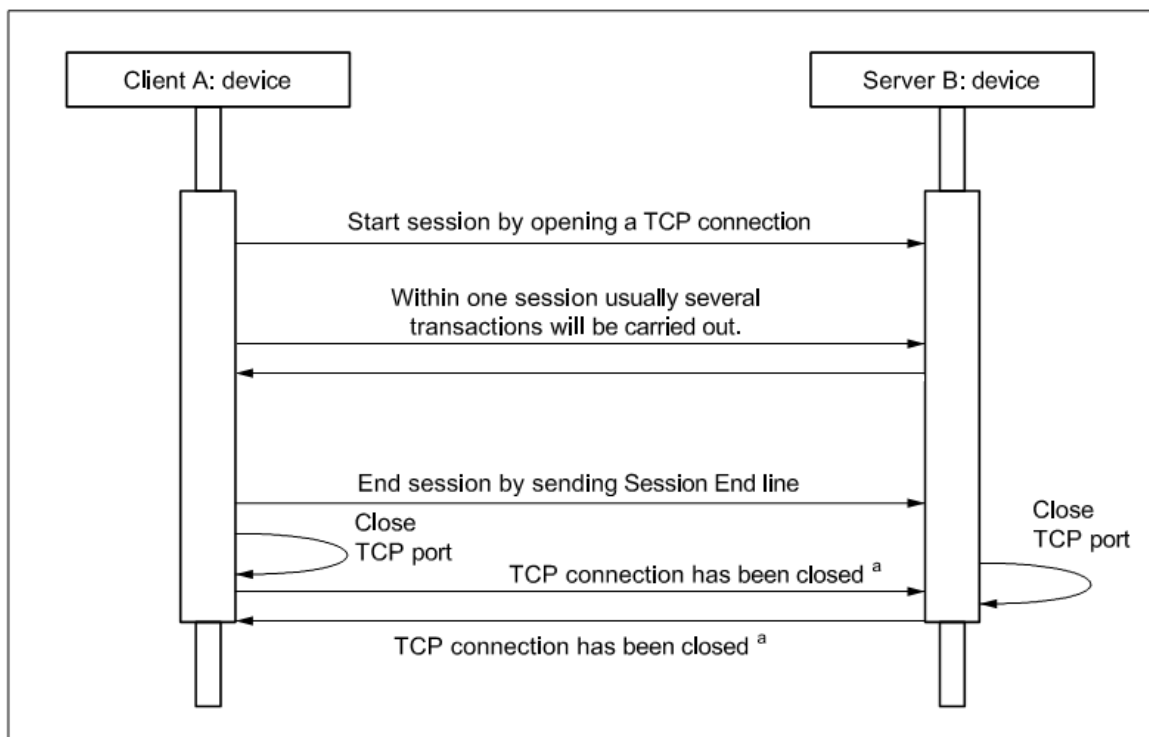 Client A: device
Server B: device
Start session by opening a TCP connection
Within one session usually several
transactions will be carried out.
End session by sending Session End line
Close
TCP port
Close
TCP port
TCP connection has been closed a
TCP connection has been closed a